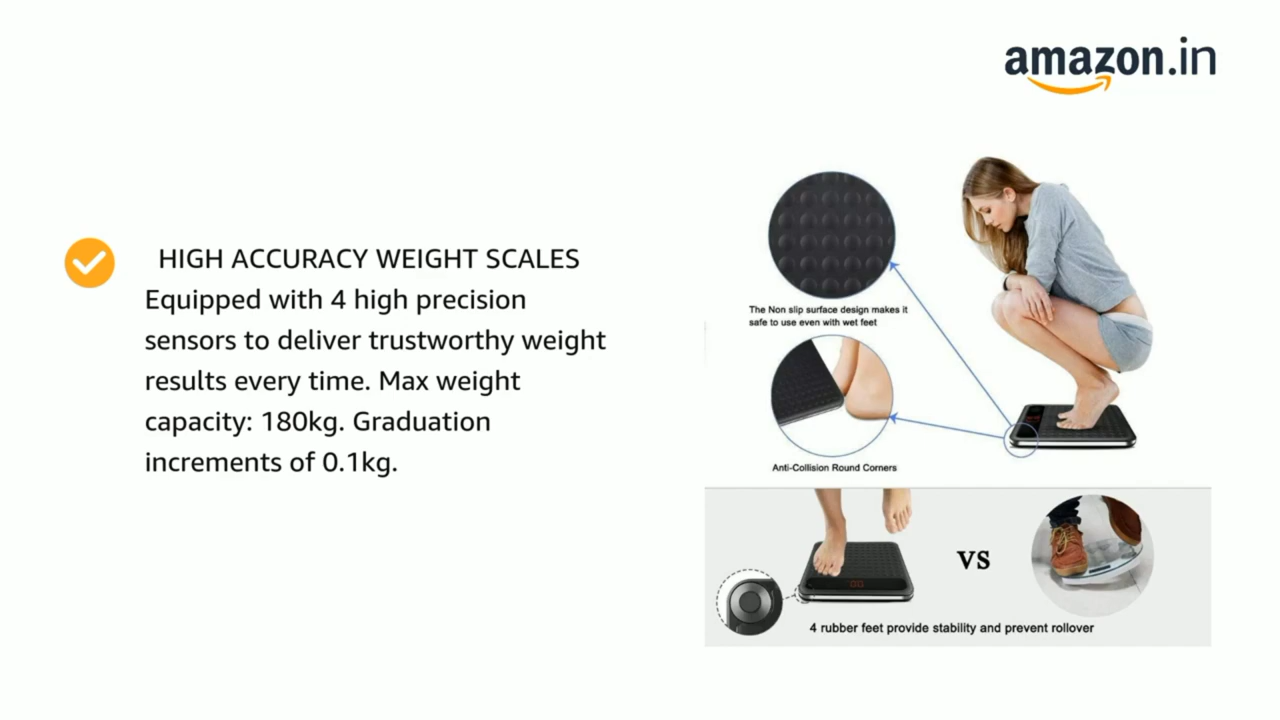 amazon.in
HIGH ACCURACY WEIGHT SCALES
Equipped with 4 high precision
sensors to deliver trustworthy weight
results every time. Max weight
capacity: 180kg. Graduation
increments of 0.1kg.
The Non slip surface design makes it
safe to use even with wet feet
Anti-Collision Round Corners
VS
4 rubber feet provide stability and prevent rollover